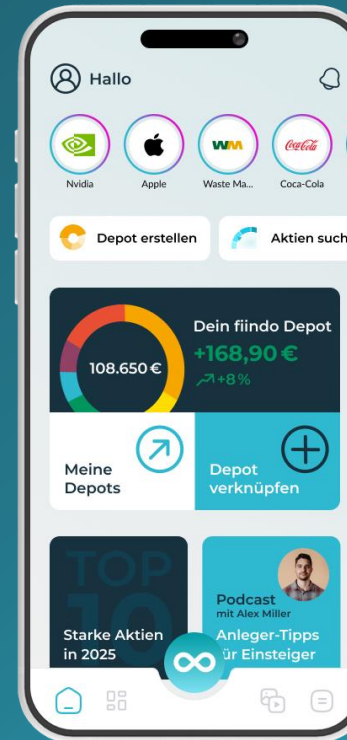 Hallo
Coca-Cola
WM
Nvidia
Apple
Waste Ma...
Coca-Cola
Depot erstellen
Aktien such
Dein fiindo Depot
108.650 €
+168,90 €
+8 %
Meine
Depots
Depot
verknüpfen
TOP
10
Starke Aktien
in 2025
Podcast
mit Alex Miller
Anleger-Tipps
für Einsteiger